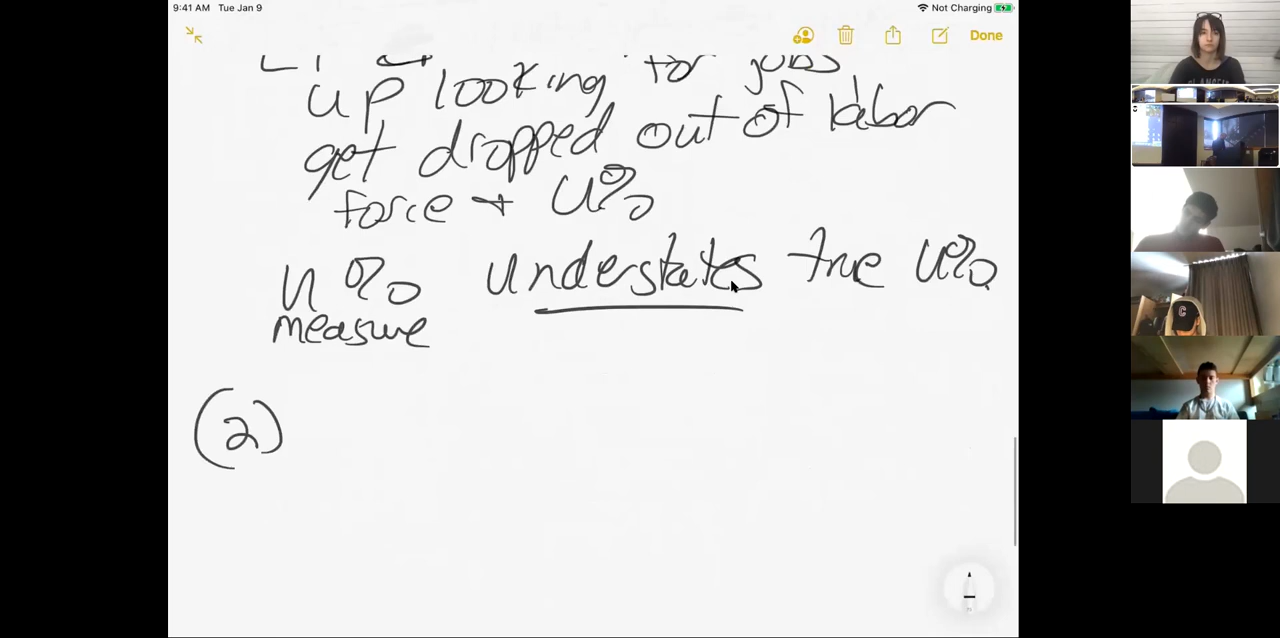 9:41 AM Tue Jan 9
Not Charging
Done
for jobs
up looking
get dropped out of labor
force + U%
U% understates true U%
measure
(2)
C